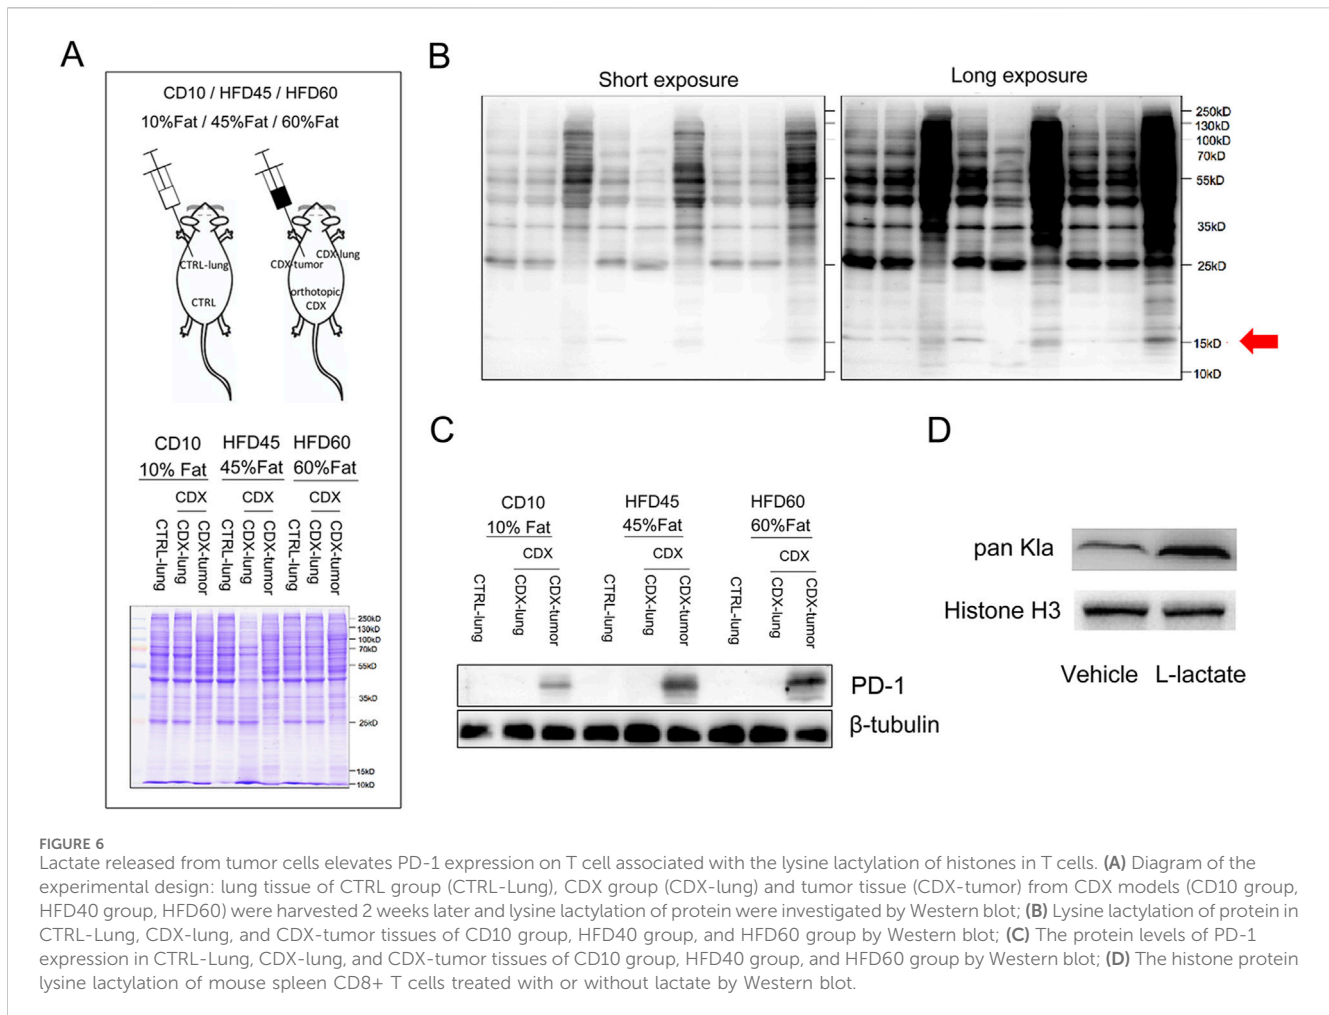 A
CD10 / HFD45 / HFD60
10%Fat / 45%Fat / 60%Fat
CTRL-lung
CTRL
CDX-tumor
CDX-lung
orthotopic
CDX
CD10 HFD45 HFD60
10% Fat 45%Fat 60%Fat
CDX CDX CDX
CTRL-lung CDX-lung CDX-tumor CTRL-lung CDX-lung CDX-tumor CTRL-lung CDX-lung CDX-tumor
250kD
130kD
100kD
70kD
55kD
35kD
25kD
15kD
10kD
B
Short exposure Long exposure
250kD
130kD
100kD
70kD
55kD
35kD
25kD
15kD
10kD
C
CD10 HFD45 HFD60
10% Fat 45%Fat 60%Fat
CDX CDX CDX
CTRL-lung CDX-lung CDX-tumor CTRL-lung CDX-lung CDX-tumor CTRL-lung CDX-lung CDX-tumor
PD-1
β-tubulin
D
pan Kla
Histone H3
Vehicle L-lactate
FIGURE 6
Lactate released from tumor cells elevates PD-1 expression on T cell associated with the lysine lactylation of histones in T cells. (A) Diagram of the
experimental design: lung tissue of CTRL group (CTRL-Lung), CDX group (CDX-lung) and tumor tissue (CDX-tumor) from CDX models (CD10 group,
HFD40 group, HFD60) were harvested 2 weeks later and lysine lactylation of protein were investigated by Western blot; (B) Lysine lactylation of protein in
CTRL-Lung, CDX-lung, and CDX-tumor tissues of CD10 group, HFD40 group, and HFD60 group by Western blot; (C) The protein levels of PD-1
expression in CTRL-Lung, CDX-lung, and CDX-tumor tissues of CD10 group, HFD40 group, and HFD60 group by Western blot; (D) The histone protein
lysine lactylation of mouse spleen CD8+ T cells treated with or without lactate by Western blot.